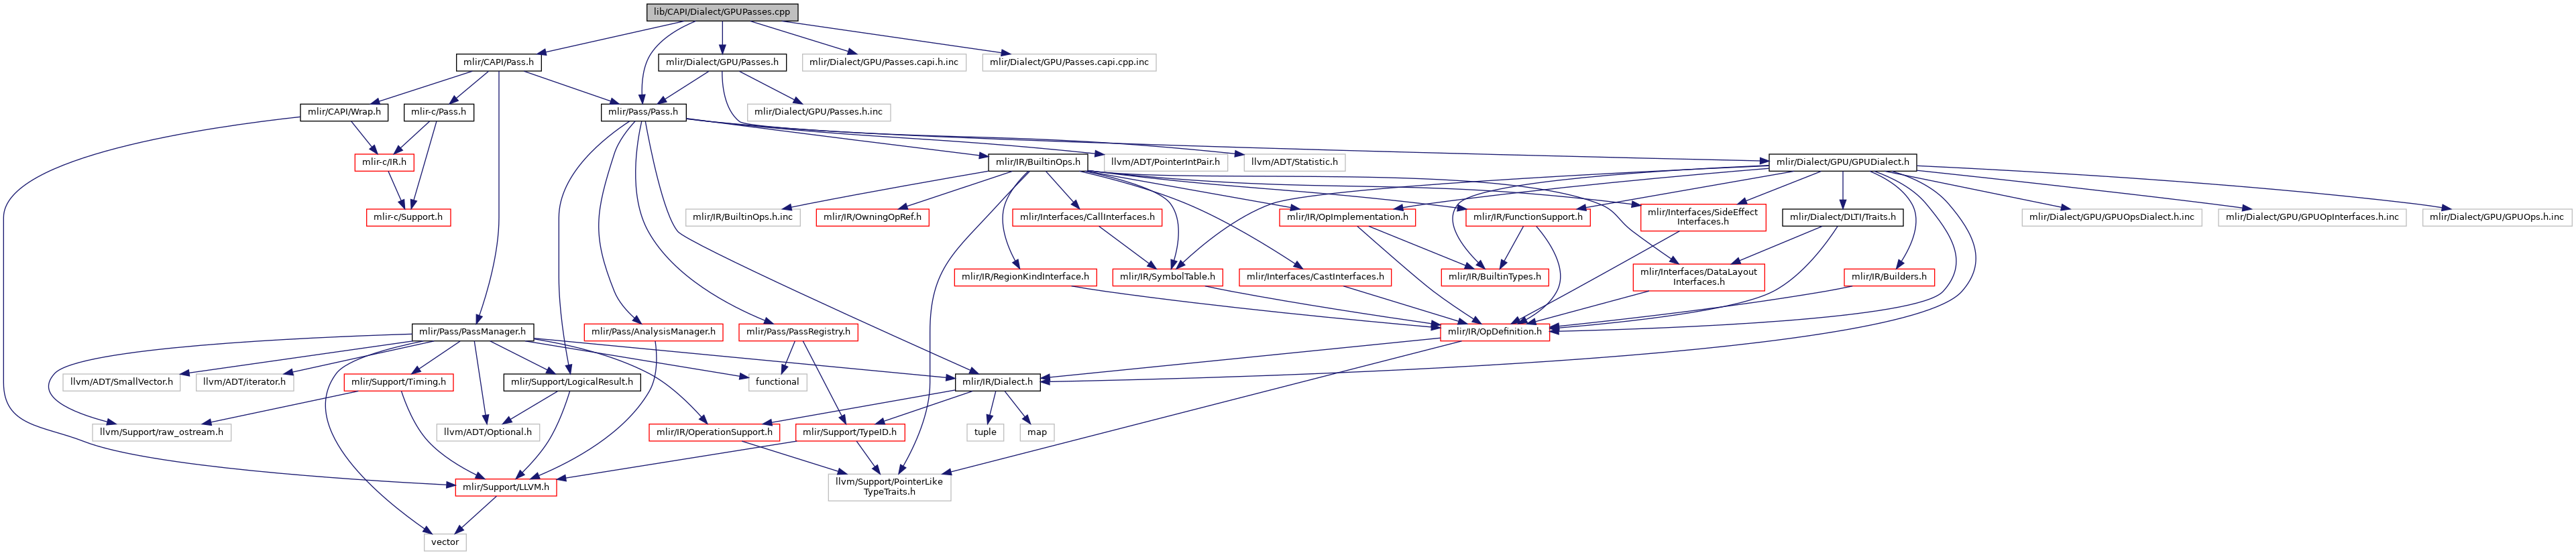 lib/CAPI/Dialect/GPUPasses.cpp
mlir/CAPI/Pass.h
mlir/Dialect/GPU/Passes.h
mlir/Dialect/GPU/Passes.capi.h.inc
mlir/Dialect/GPU/Passes.capi.cpp.inc
mlir/CAPI/Wrap.h
mlir-c/Pass.h
mlir/Pass/Pass.h
mlir/Dialect/GPU/Passes.h.inc
mlir-c/IR.h
mlir/IR/BuiltinOps.h
llvm/ADT/PointerIntPair.h
llvm/ADT/Statistic.h
mlir/Dialect/GPU/GPUDialect.h
mlir-c/Support.h
mlir/IR/BuiltinOps.h.inc
mlir/IR/OwningOpRef.h
mlir/Interfaces/CallInterfaces.h
mlir/IR/OpImplementation.h
mlir/IR/FunctionSupport.h
mlir/Interfaces/SideEffect
Interfaces.h
mlir/Dialect/DLTI/Traits.h
mlir/Dialect/GPU/GPUOpsDialect.h.inc
mlir/Dialect/GPU/GPUOpInterfaces.h.inc
mlir/Dialect/GPU/GPUOps.h.inc
mlir/IR/RegionKindInterface.h
mlir/IR/SymbolTable.h
mlir/Interfaces/CastInterfaces.h
mlir/IR/BuiltinTypes.h
mlir/Interfaces/DataLayout
Interfaces.h
mlir/IR/Builders.h
mlir/Pass/PassManager.h
mlir/Pass/AnalysisManager.h
mlir/Pass/PassRegistry.h
mlir/IR/OpDefinition.h
llvm/ADT/SmallVector.h
llvm/ADT/iterator.h
mlir/Support/Timing.h
mlir/Support/LogicalResult.h
functional
mlir/IR/Dialect.h
llvm/Support/raw_ostream.h
llvm/ADT/Optional.h
mlir/IR/OperationSupport.h
mlir/Support/TypeID.h
tuple
map
mlir/Support/LLVM.h
llvm/Support/PointerLike
TypeTraits.h
vector